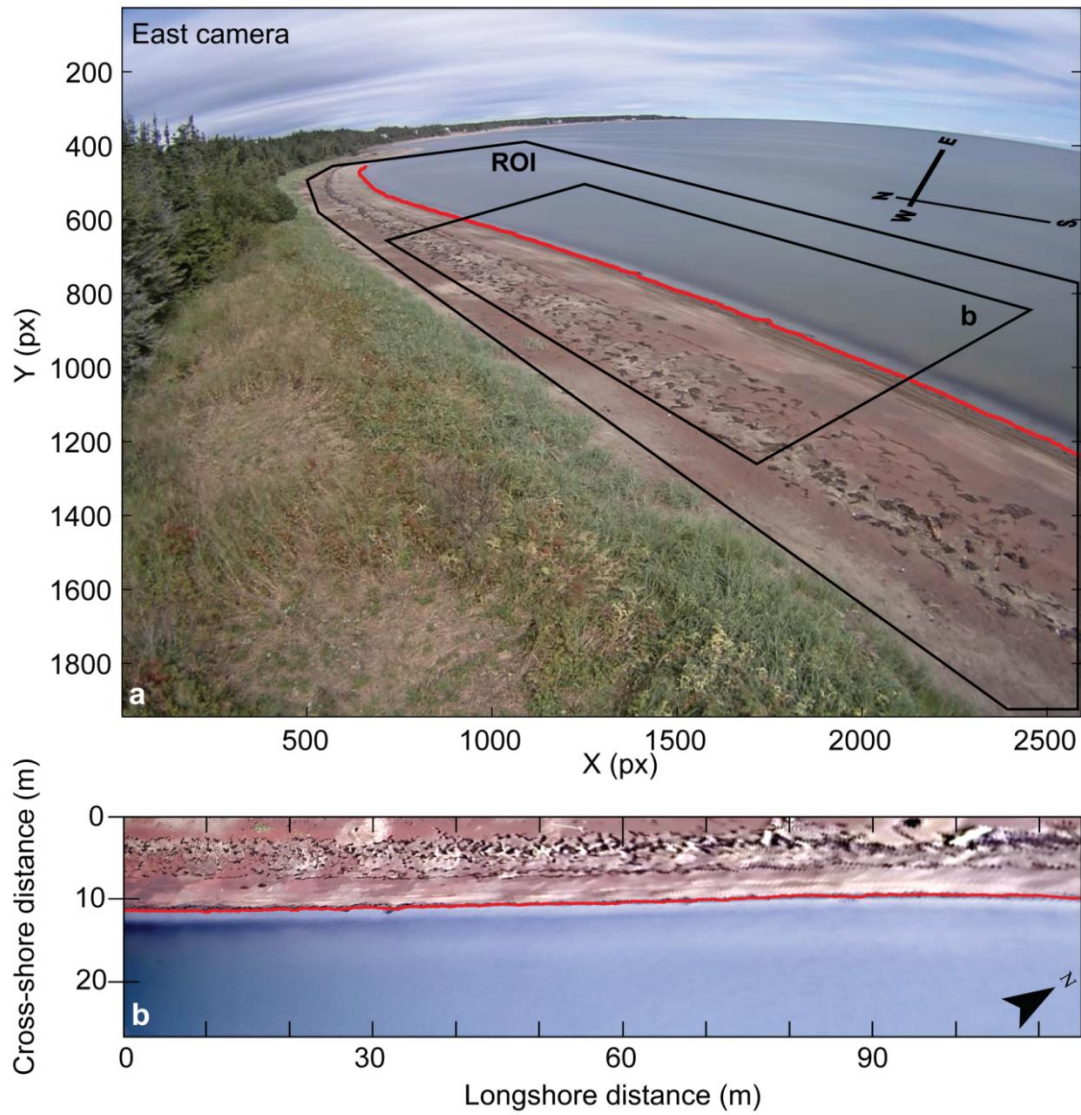 East camera
200
400
600
800
1000
1200
1400
1600
1800
Y (px)
ROI
E
N
W
S
b
a
500
1000
1500
2000
2500
X (px)
Cross-shore distance (m)
0
10
20
b
N
0
30
60
90
Longshore distance (m)